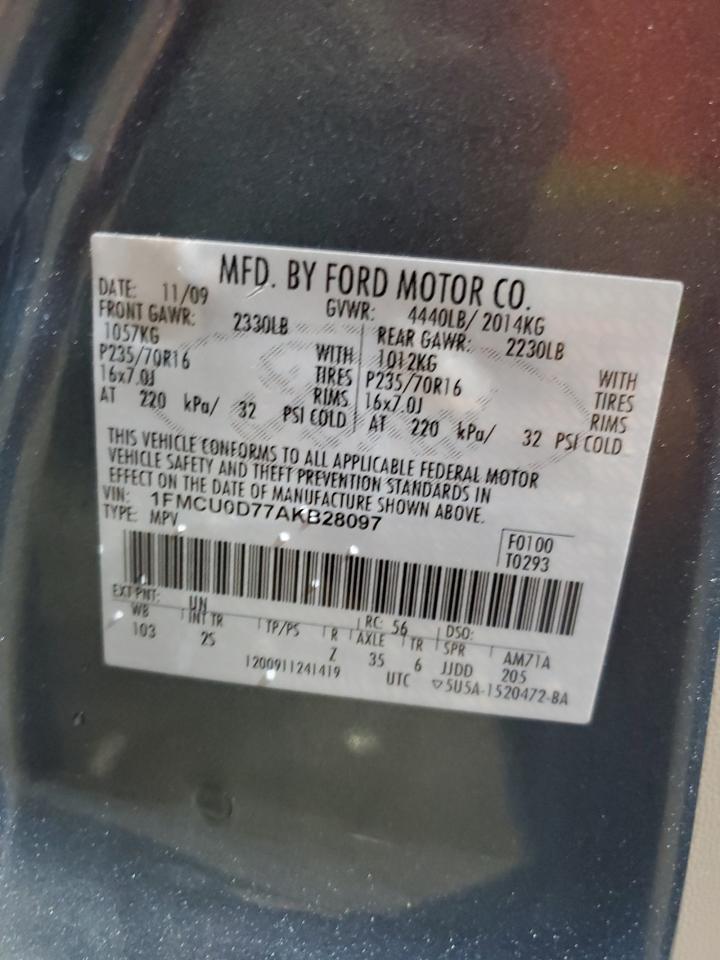 MFD. BY FORD MOTOR CO.
DATE: 11/09 GVWR: 4440LB/ 2014KG
FRONT GAWR: 2330LB REAR GAWR: 2230LB
1057KG WITH 1012KG WITH
P235/70R16 TIRES P235/70R16 TIRES
16x7.0J RIMS 16x7.0J RIMS
AT 220 kPa/ 32 PSI COLD AT 220 kPa/ 32 PSI COLD
THIS VEHICLE CONFORMS TO ALL APPLICABLE FEDERAL MOTOR
VEHICLE SAFETY AND THEFT PREVENTION STANDARDS IN
EFFECT ON THE DATE OF MANUFACTURE SHOWN ABOVE.
VIN: 1FMCU0D77AKB28097
TYPE: MPV
F0100
T0293
EXT PNT: UN RC: 56 DSO:
WB INT TR TP/PS R AXLE TR SPR AM71A
103 25 Z 35 6 JJDD 205
1200911241419 UTC 5U5A-1520472-BA